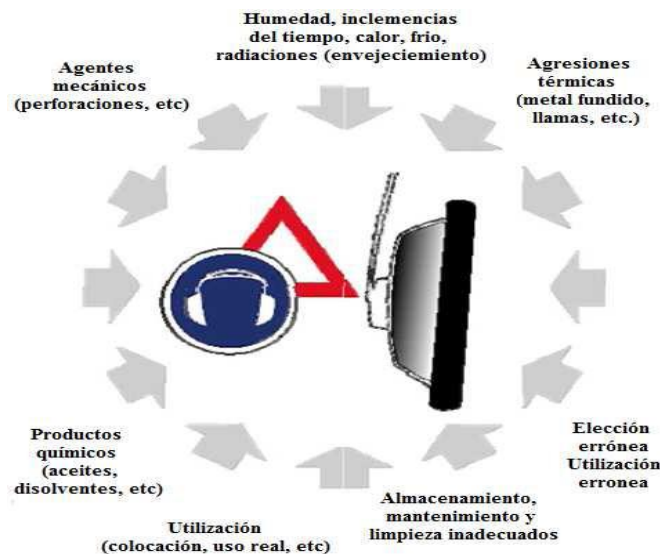 Humedad, inclemencias
del tiempo, calor, frio,
radiaciones (envejeciemiento)
Agentes
mecánicos
(perforaciones, etc)
Agresiones
térmicas
(metal fundido,
llamas, etc.)
Productos
químicos
(aceites,
disolventes, etc)
Elección
errónea
Utilización
erronea
Utilización
(colocación, uso real, etc)
Almacenamiento,
mantenimiento y
limpieza inadecuados